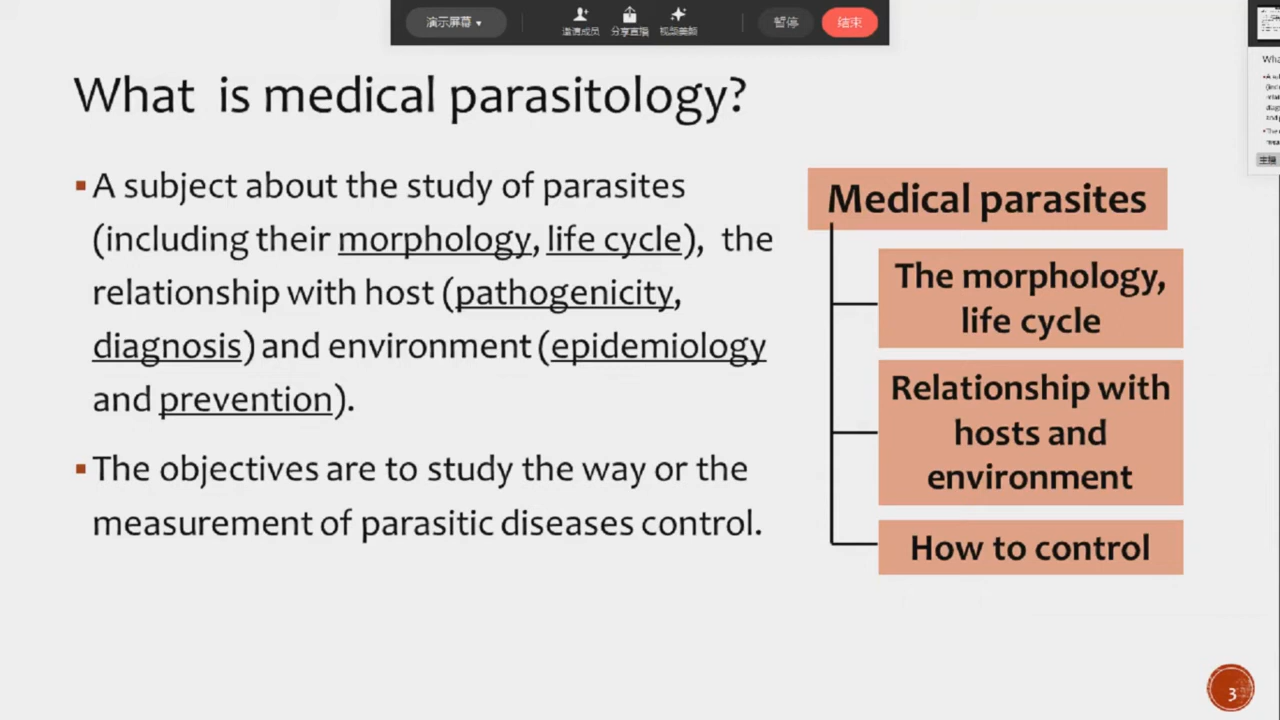 演示屏幕
邀请成员 分享直播 视频美颜
暂停
结束
What is medical parasitology?
A subject about the study of parasites
(including their morphology, life cycle), the
relationship with host (pathogenicity,
diagnosis) and environment (epidemiology
and prevention).
The objectives are to study the way or the
measurement of parasitic diseases control.
Medical parasites
The morphology,
life cycle
Relationship with
hosts and
environment
How to control
3